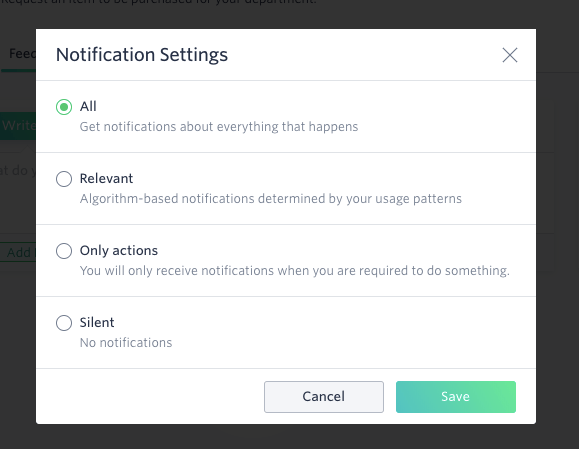 Request an item to be purchased for your department.
Notification Settings
All
Get notifications about everything that happens
Relevant
Algorithm-based notifications determined by your usage patterns
Only actions
You will only receive notifications when you are required to do something.
Silent
No notifications
Cancel
Save
Feed
Write
nt do y
Add